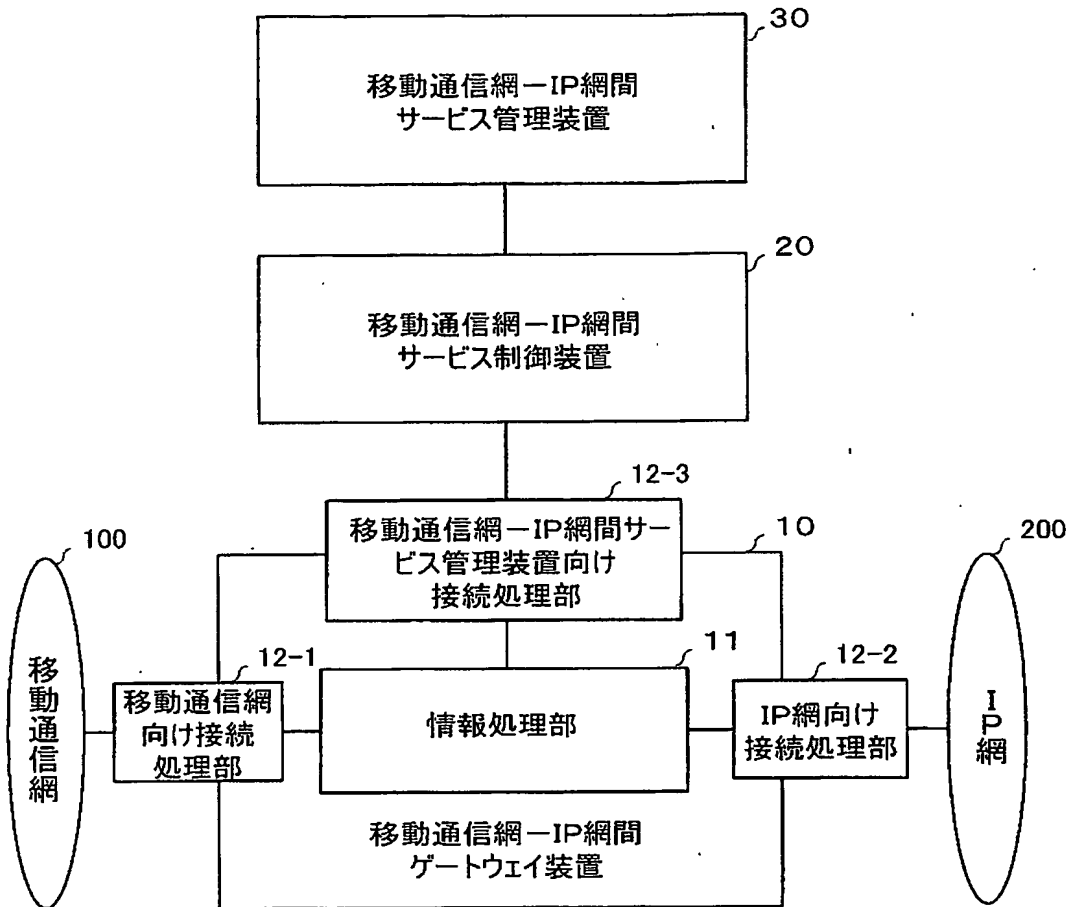 30
移動通信網－IP網間
サービス管理装置
20
移動通信網－IP網間
サービス制御装置
12-3
移動通信網－IP網間サー
ビス管理装置向け
接続処理部
10
100
移動通信網
200
IP網
12-1
移動通信網
向け接続
処理部
11
情報処理部
12-2
IP網向け
接続処理部
移動通信網－IP網間
ゲートウェイ装置